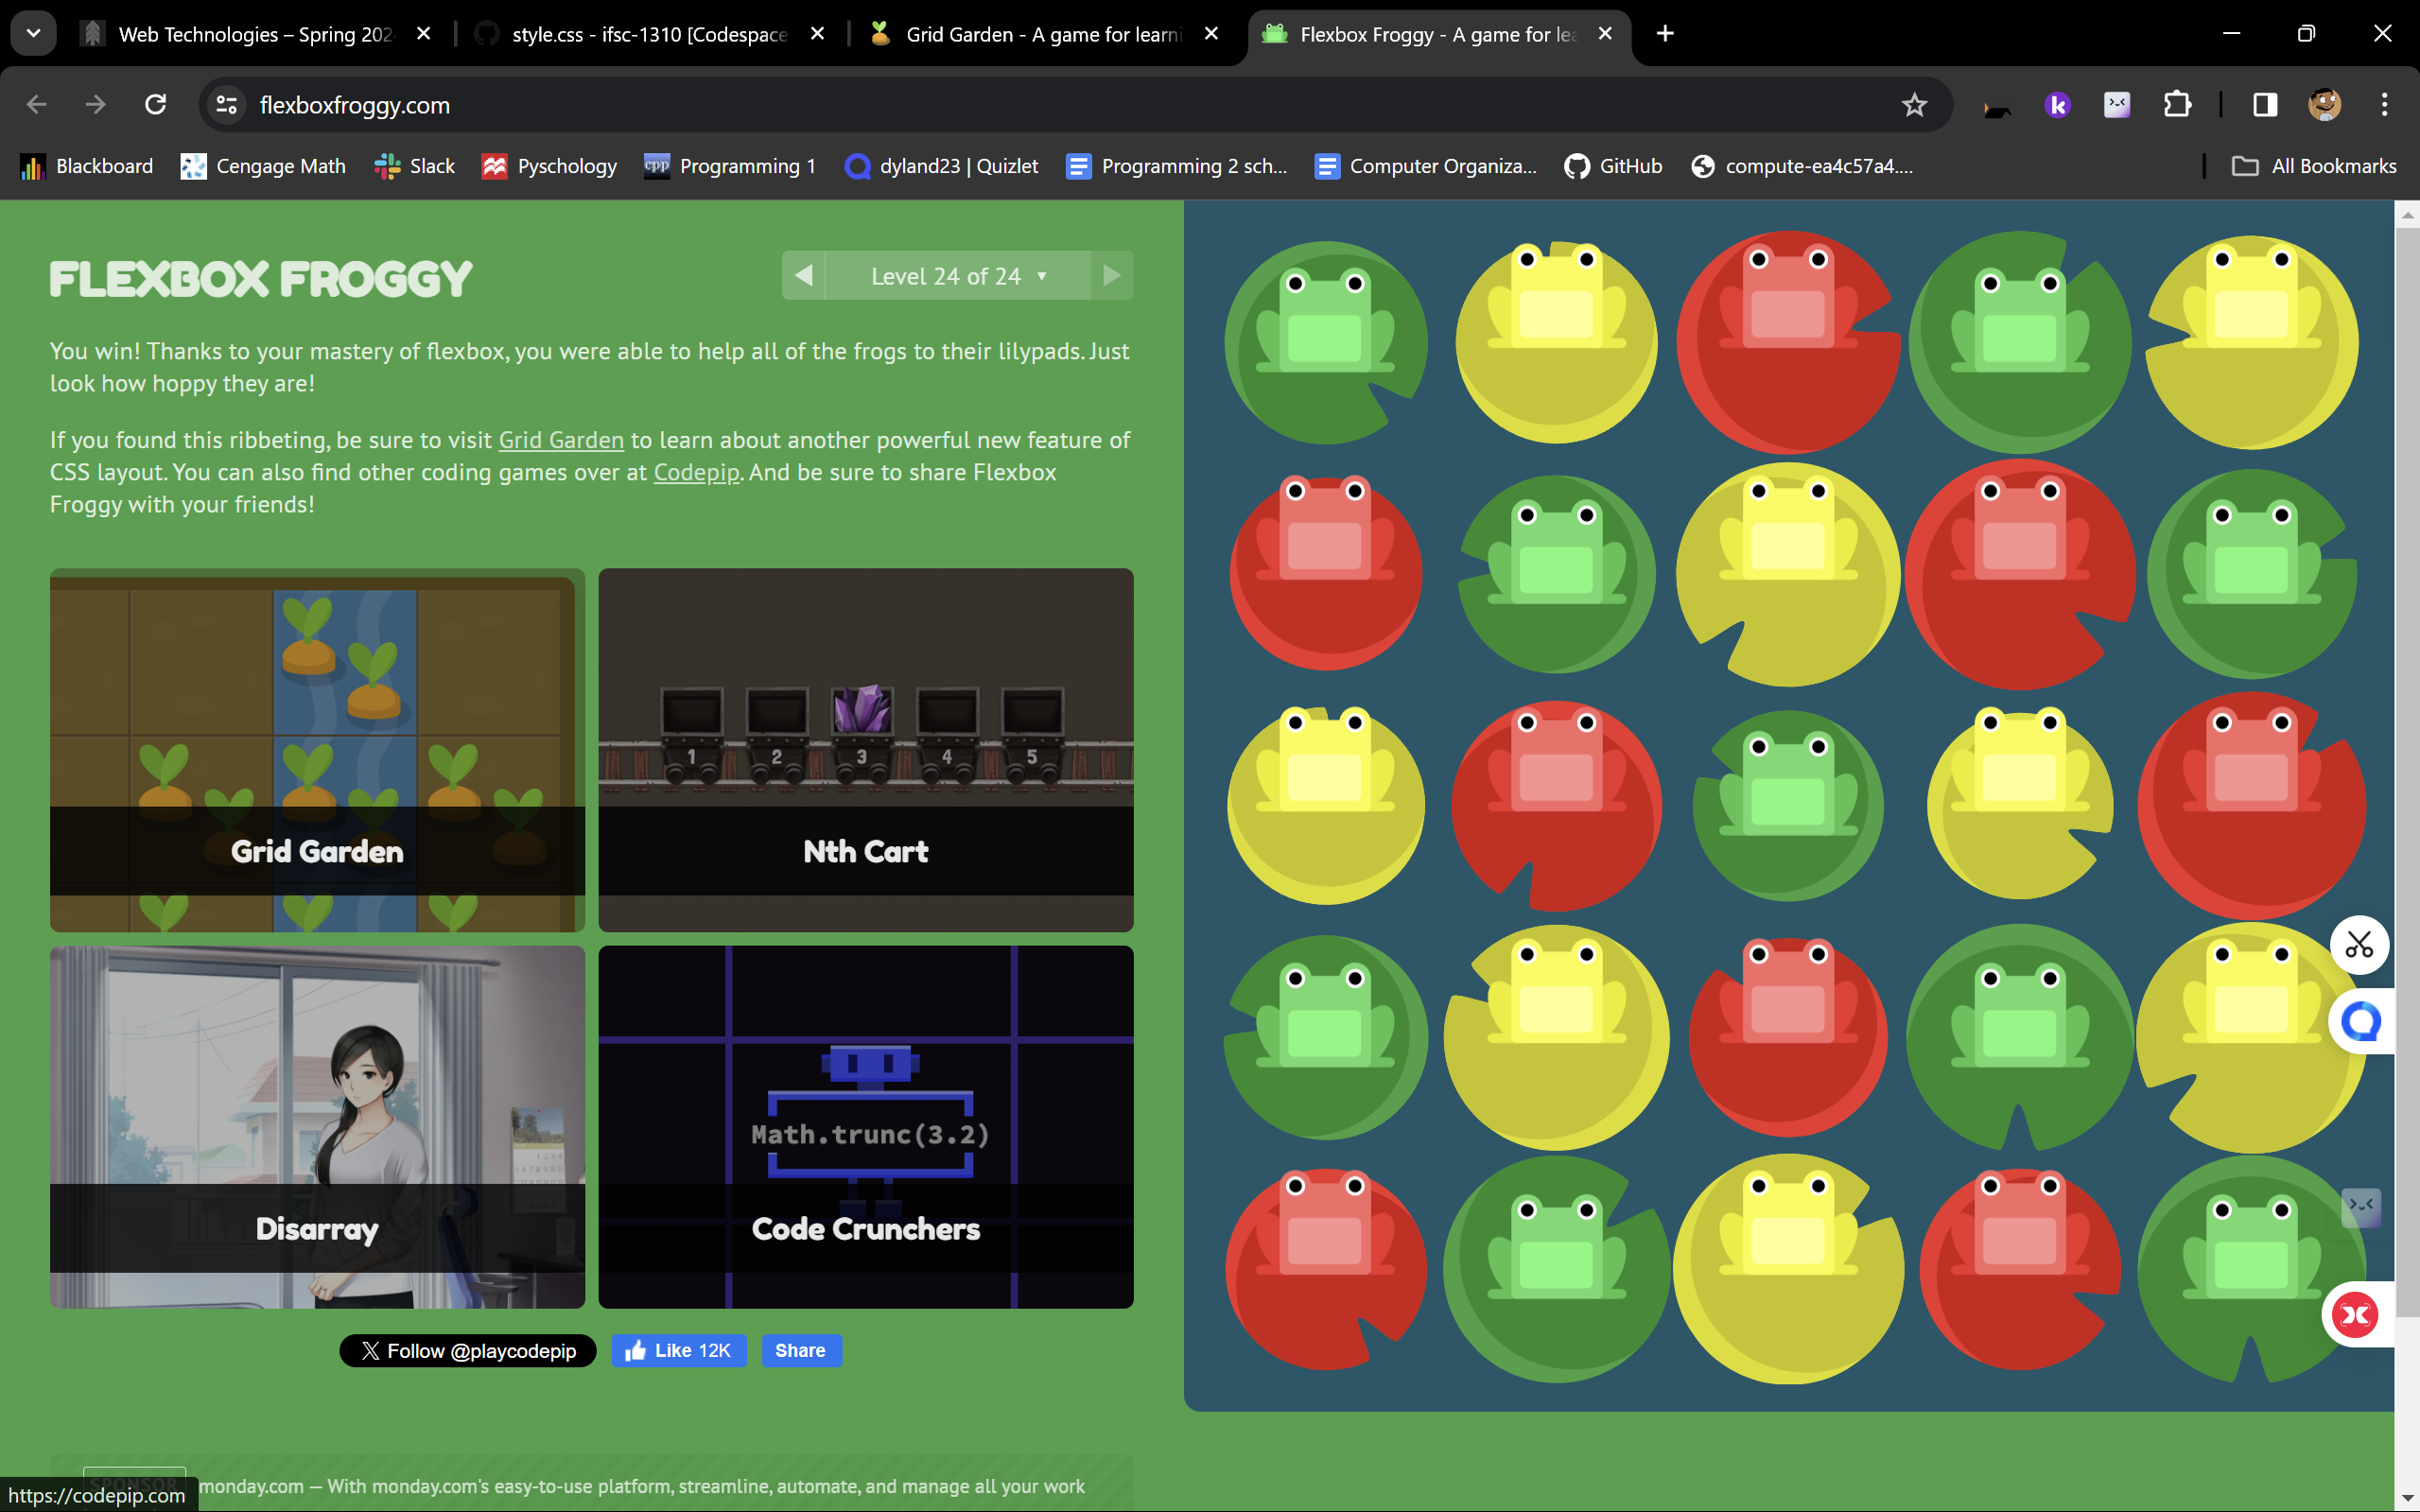 Web Technologies – Spring 202
style.css - ifsc-1310 [Codespace
Grid Garden - A game for learni
Flexbox Froggy - A game for lea
flexboxfroggy.com
Blackboard
Cengage Math
Slack
Pyschology
cpp
Programming 1
dyland23 | Quizlet
Programming 2 sch...
Computer Organiza...
GitHub
compute-ea4c57a4....
All Bookmarks
FLEXBOX FROGGY
Level 24 of 24
You win! Thanks to your mastery of flexbox, you were able to help all of the frogs to their lilypads. Just
look how hoppy they are!
If you found this ribbeting, be sure to visit Grid Garden to learn about another powerful new feature of
CSS layout. You can also find other coding games over at Codepip. And be sure to share Flexbox
Froggy with your friends!
Grid Garden
1 2 3 4 5
Nth Cart
Disarray
Math.trunc(3.2)
Code Crunchers
Follow @playcodepip
Like 12K
Share
SPONSOR
monday.com — With monday.com's easy-to-use platform, streamline, automate, and manage all your work
https://codepip.com